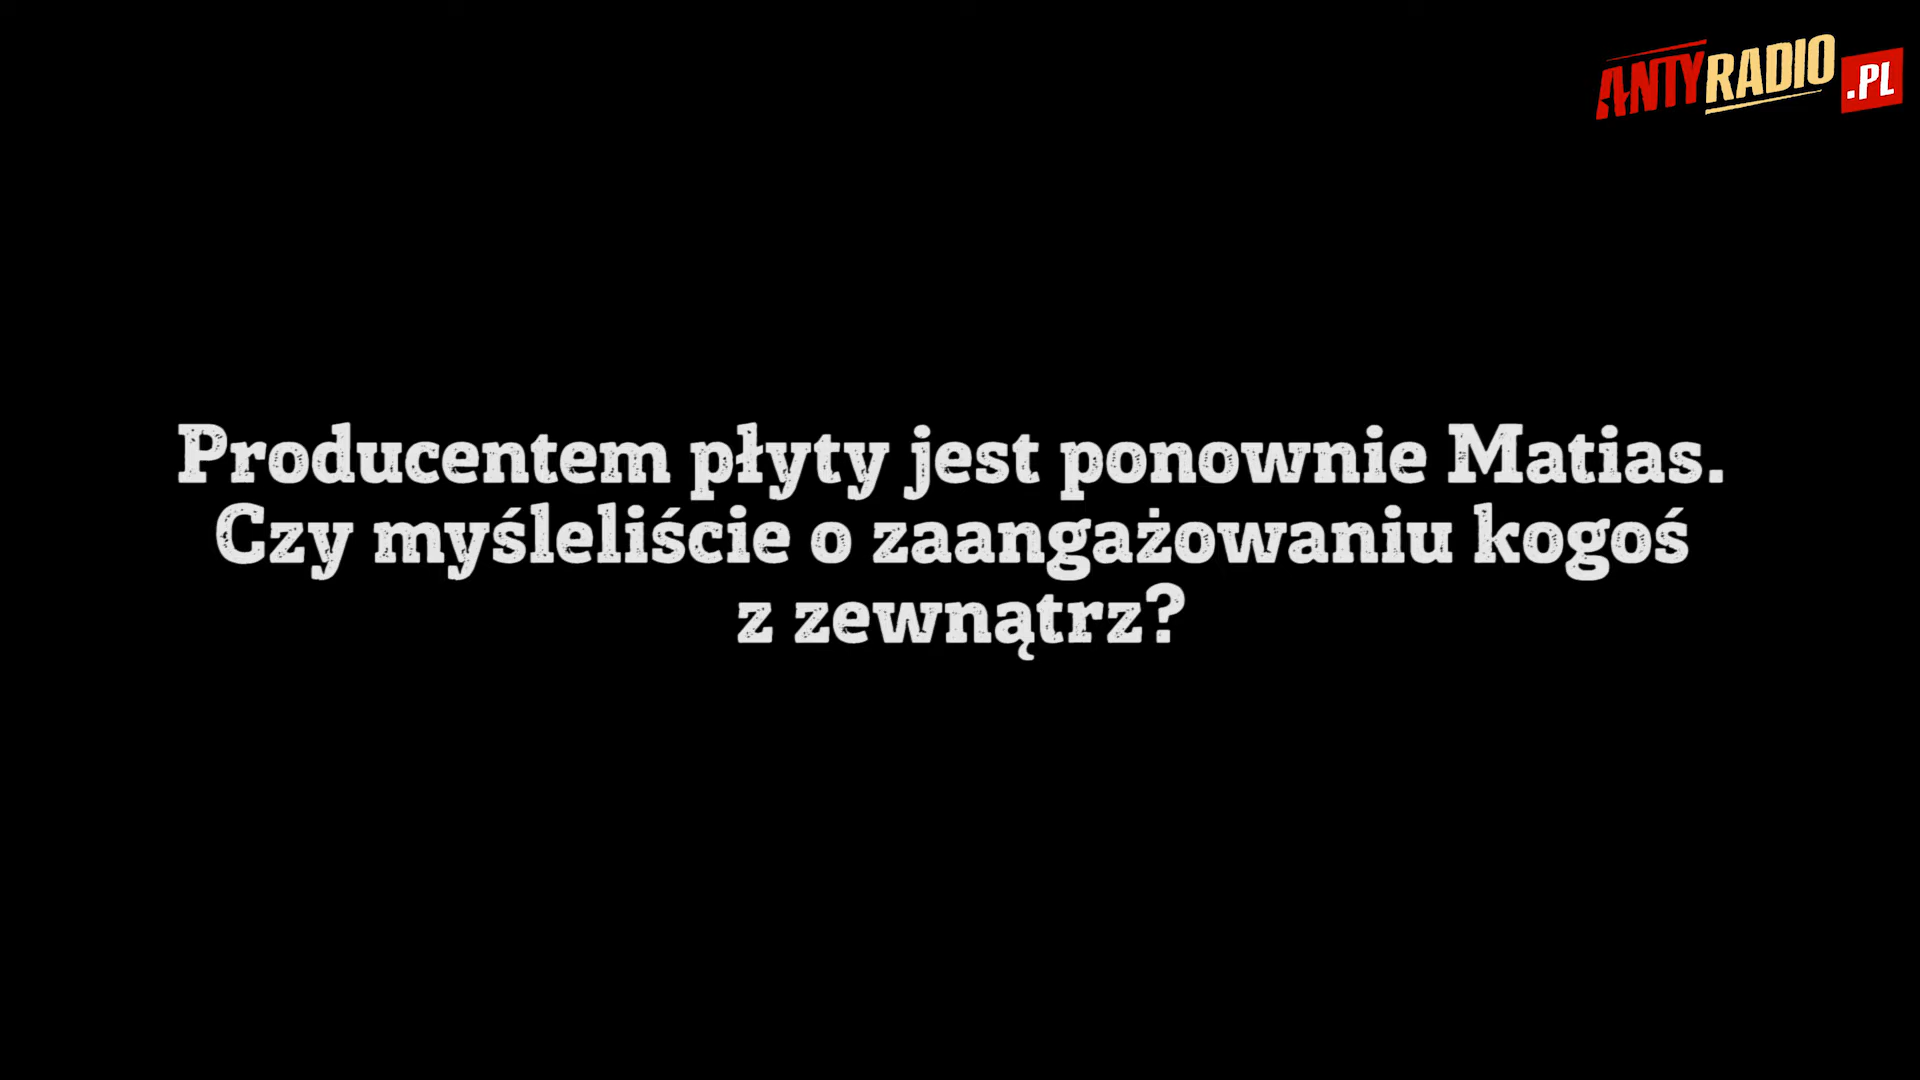 ANTYRADIO.PL
Producentem płyty jest ponownie Matias.
Czy myśleliście o zaangażowaniu kogoś
z zewnątrz?